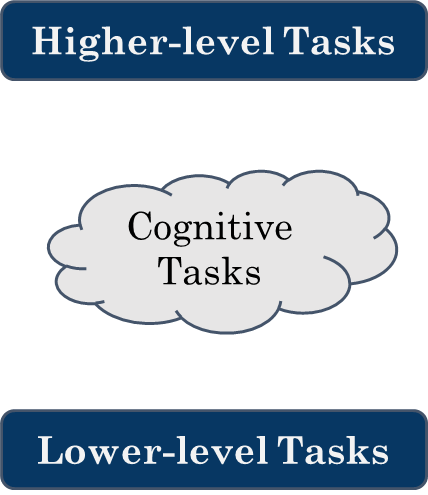 Higher-level Tasks
Cognitive
Tasks
Lower-level Tasks